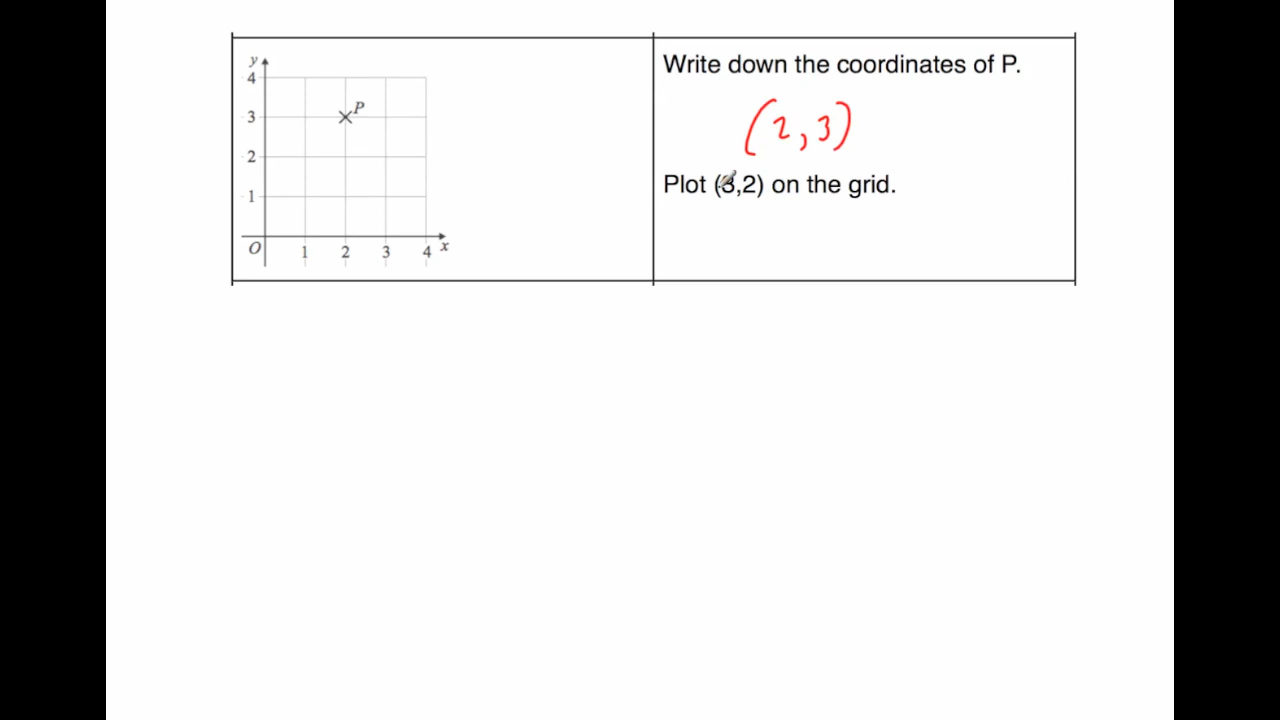 y
4
3
2
1
P
O
1 2 3 4 x
Write down the coordinates of P.
(2,3)
Plot (3,2) on the grid.